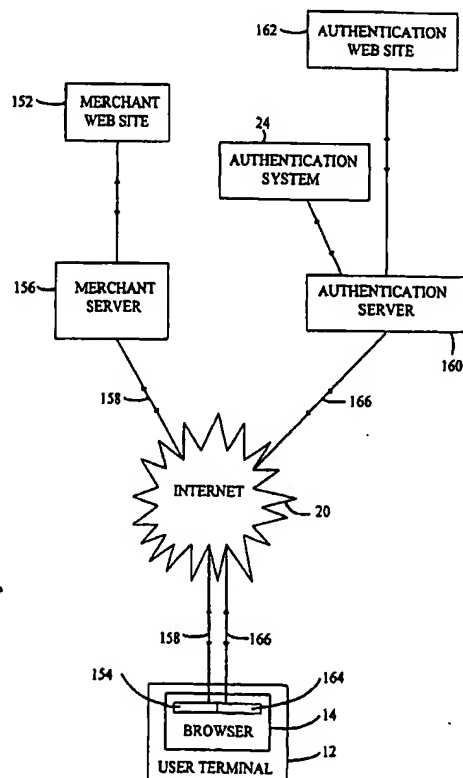 162
AUTHENTICATION
WEB SITE
152
MERCHANT
WEB SITE
24
AUTHENTICATION
SYSTEM
156
MERCHANT
SERVER
AUTHENTICATION
SERVER
160
158
166
INTERNET
20
158
166
154
164
BROWSER
14
USER TERMINAL
12